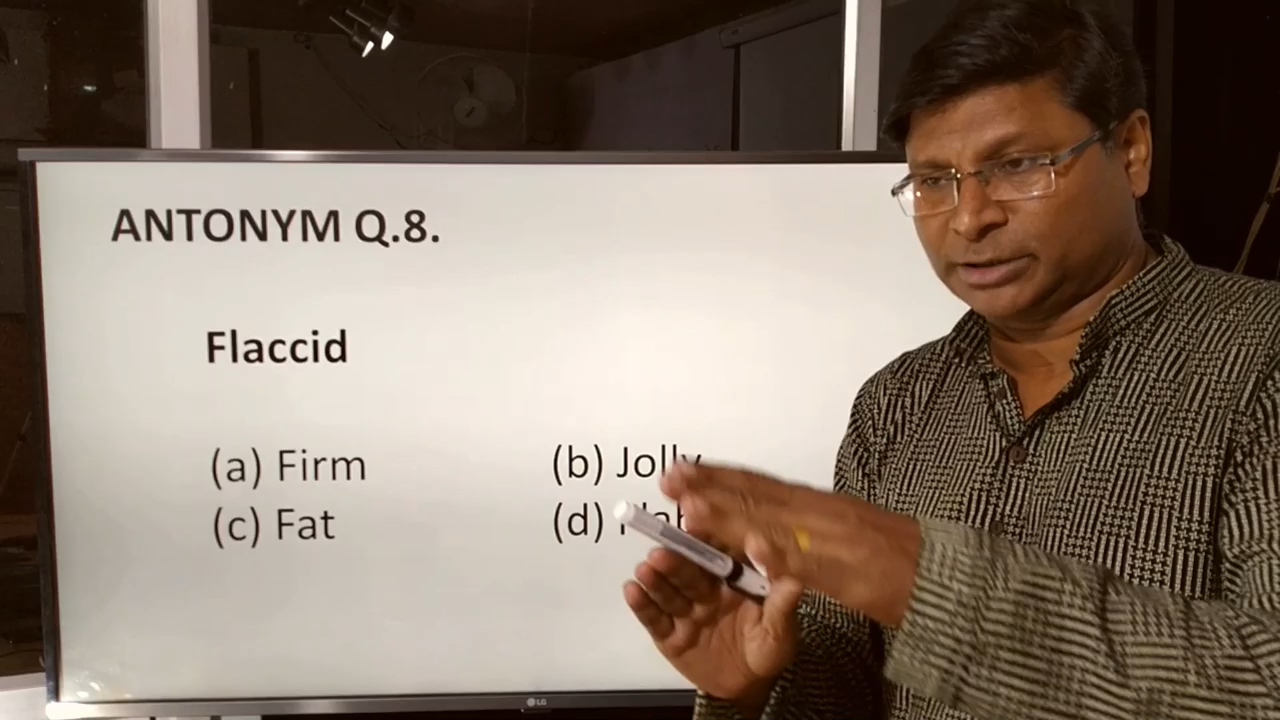 ANTONYM Q.8.
Flaccid
(a) Firm (b) Jolly
(c) Fat (d)
LG